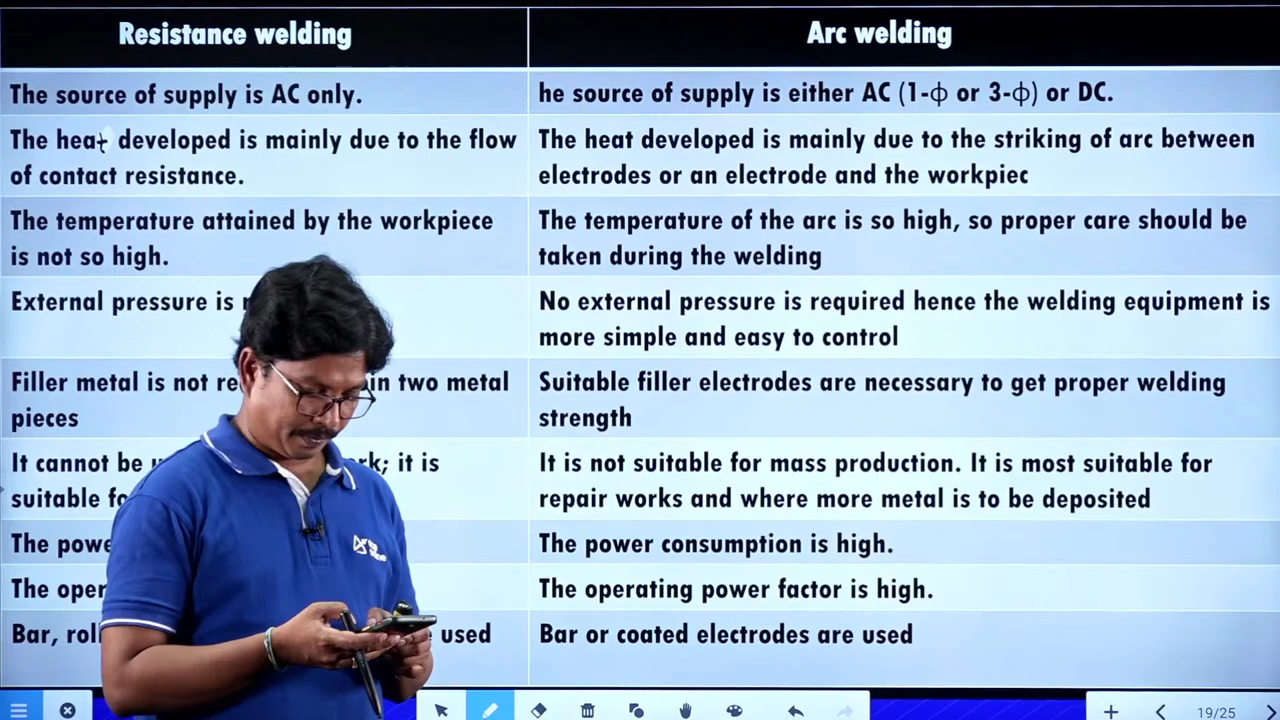 Resistance welding
Arc welding
The source of supply is AC only.
he source of supply is either AC (1-ϕ or 3-ϕ) or DC.
The heat developed is mainly due to the flow
of contact resistance.
The heat developed is mainly due to the striking of arc between
electrodes or an electrode and the workpiec
The temperature attained by the workpiece
is not so high.
The temperature of the arc is so high, so proper care should be
taken during the welding
External pressure is
No external pressure is required hence the welding equipment is
more simple and easy to control
Filler metal is not two metal
pieces
Suitable filler electrodes are necessary to get proper welding
strength
It cannot be it is
suitable
It is not suitable for mass production. It is most suitable for
repair works and where more metal is to be deposited
The
The power consumption is high.
The
The operating power factor is high.
Bar, used
Bar or coated electrodes are used
19/25